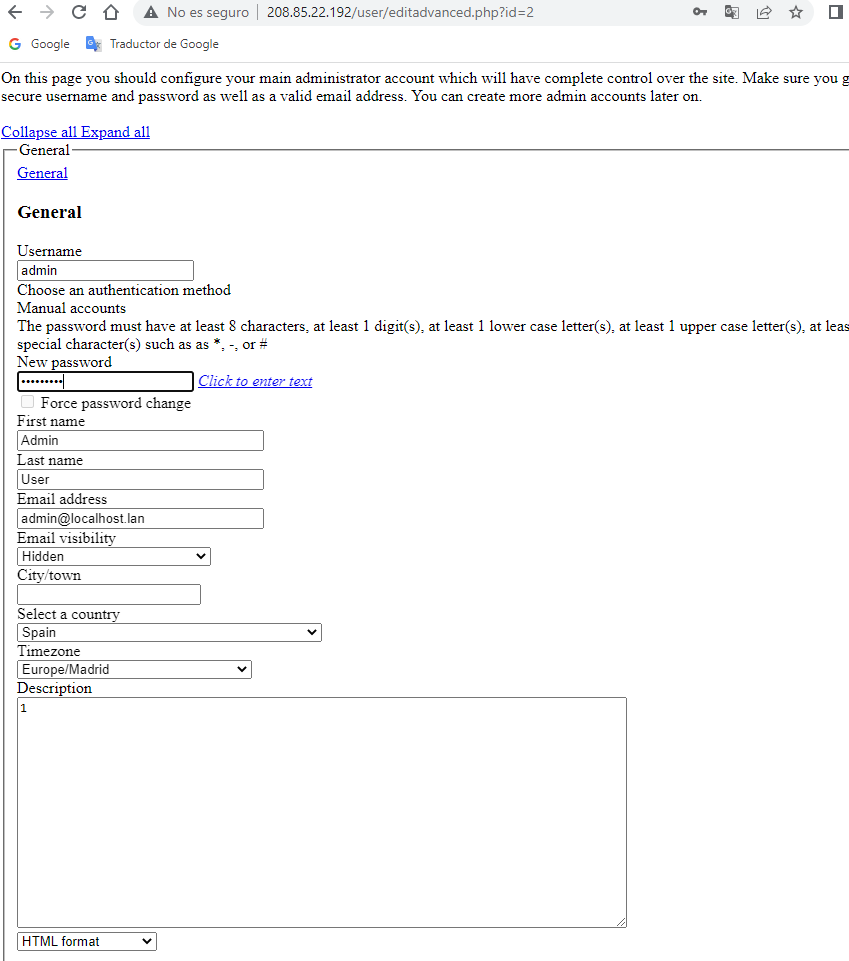 No es seguro 208.85.22.192/user/editadvanced.php?id=2
Google Traductor de Google
On this page you should configure your main administrator account which will have complete control over the site. Make sure you g
secure username and password as well as a valid email address. You can create more admin accounts later on.
Collapse all Expand all
General
General
General
Username
admin
Choose an authentication method
Manual accounts
The password must have at least 8 characters, at least 1 digit(s), at least 1 lower case letter(s), at least 1 upper case letter(s), at leas
special character(s) such as as *, -, or #
New password
••••••••• Click to enter text
Force password change
First name
Admin
Last name
User
Email address
admin@localhost.lan
Email visibility
Hidden
City/town
Select a country
Spain
Timezone
Europe/Madrid
Description
1
HTML format